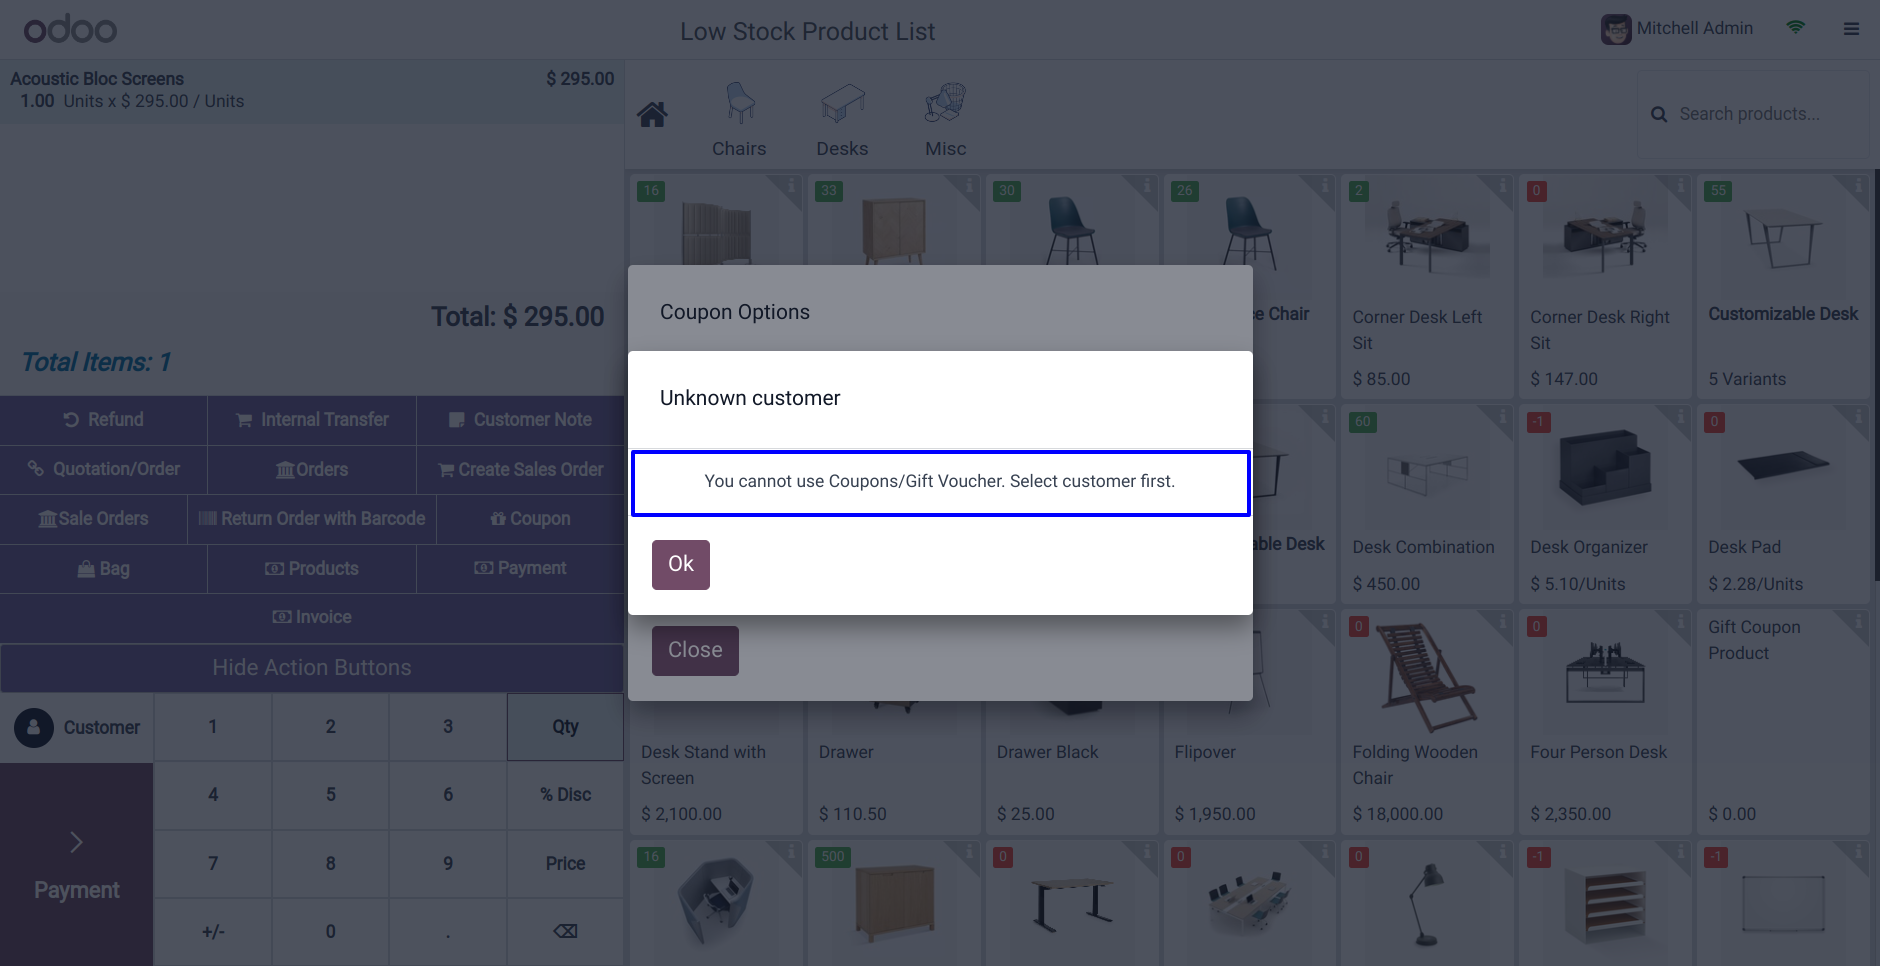 odoo
Low Stock Product List
Mitchell Admin
Acoustic Bloc Screens
$ 295.00
1.00 Units x $ 295.00 / Units
Chairs
Desks
Misc
Search products...
Total: $ 295.00
Total Items: 1
Refund
Internal Transfer
Customer Note
Quotation/Order
Orders
Create Sales Order
Sale Orders
Return Order with Barcode
Coupon
Bag
Products
Payment
Invoice
Hide Action Buttons
Customer
1
2
3
Qty
4
5
6
% Disc
7
8
9
Price
+/-
0
.
Payment
16
33
30
26
2
0
55
Coupon Options
Unknown customer
You cannot use Coupons/Gift Voucher. Select customer first.
Ok
Close
ce Chair
Corner Desk Left
Sit
$ 85.00
Corner Desk Right
Sit
$ 147.00
Customizable Desk
5 Variants
60
-1
0
able Desk
Desk Combination
$ 450.00
Desk Organizer
$ 5.10/Units
Desk Pad
$ 2.28/Units
0
0
Gift Coupon
Product
Desk Stand with
Screen
$ 2,100.00
Drawer
$ 110.50
Drawer Black
$ 25.00
Flipover
$ 1,950.00
Folding Wooden
Chair
$ 18,000.00
Four Person Desk
$ 2,350.00
$ 0.00
16
500
0
0
0
-1
-1